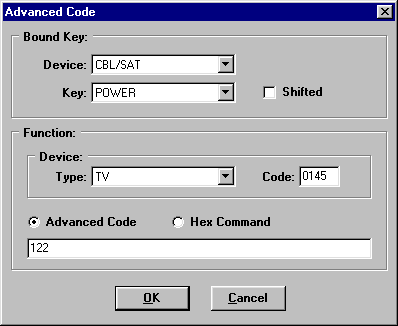 Advanced Code
Bound Key:
Device: CBL/SAT
Key: POWER Shifted
Function:
Device:
Type: TV Code: 0145
Advanced Code Hex Command
122
OK Cancel